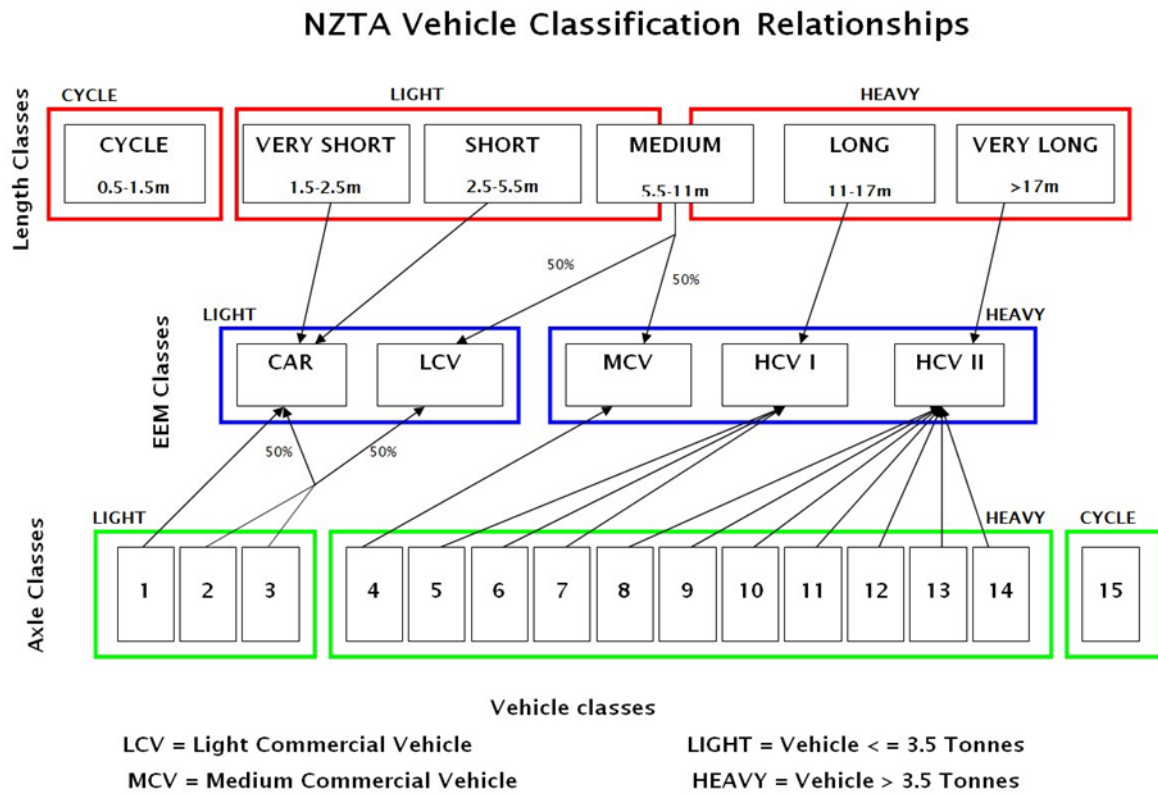 NZTA Vehicle Classification Relationships
Length Classes
CYCLE
LIGHT
HEAVY
CYCLE
0.5-1.5m
VERY SHORT
1.5-2.5m
SHORT
2.5-5.5m
MEDIUM
5.5-11m
LONG
11-17m
VERY LONG
>17m
50%
50%
EEM Classes
LIGHT
HEAVY
CAR
LCV
MCV
HCV I
HCV II
50%
50%
Axle Classes
LIGHT
HEAVY
CYCLE
1
2
3
4
5
6
7
8
9
10
11
12
13
14
15
Vehicle classes
LCV = Light Commercial Vehicle
LIGHT = Vehicle < = 3.5 Tonnes
MCV = Medium Commercial Vehicle
HEAVY = Vehicle > 3.5 Tonnes